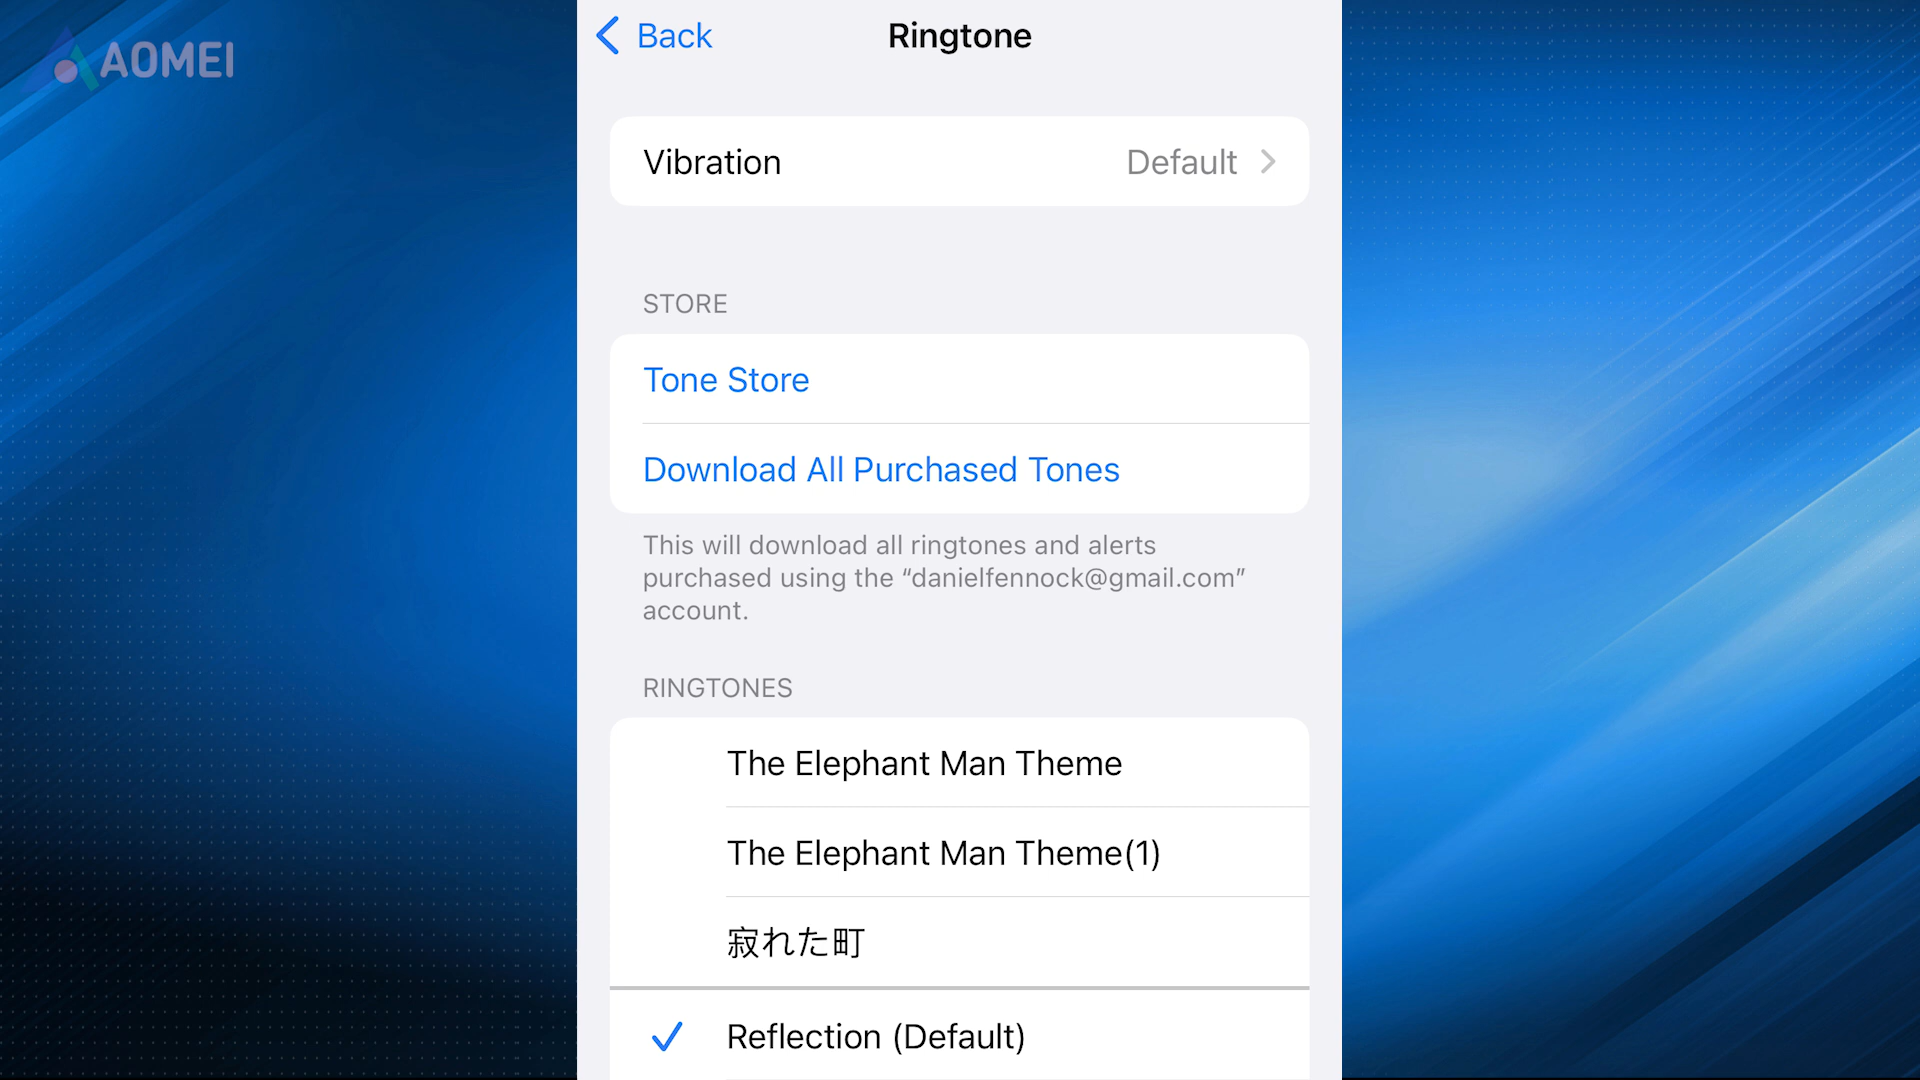 AOMEI
Back
Ringtone
Vibration
Default
STORE
Tone Store
Download All Purchased Tones
This will download all ringtones and alerts
purchased using the “danielfennock@gmail.com”
account.
RINGTONES
The Elephant Man Theme
The Elephant Man Theme(1)
寂れた町
Reflection (Default)